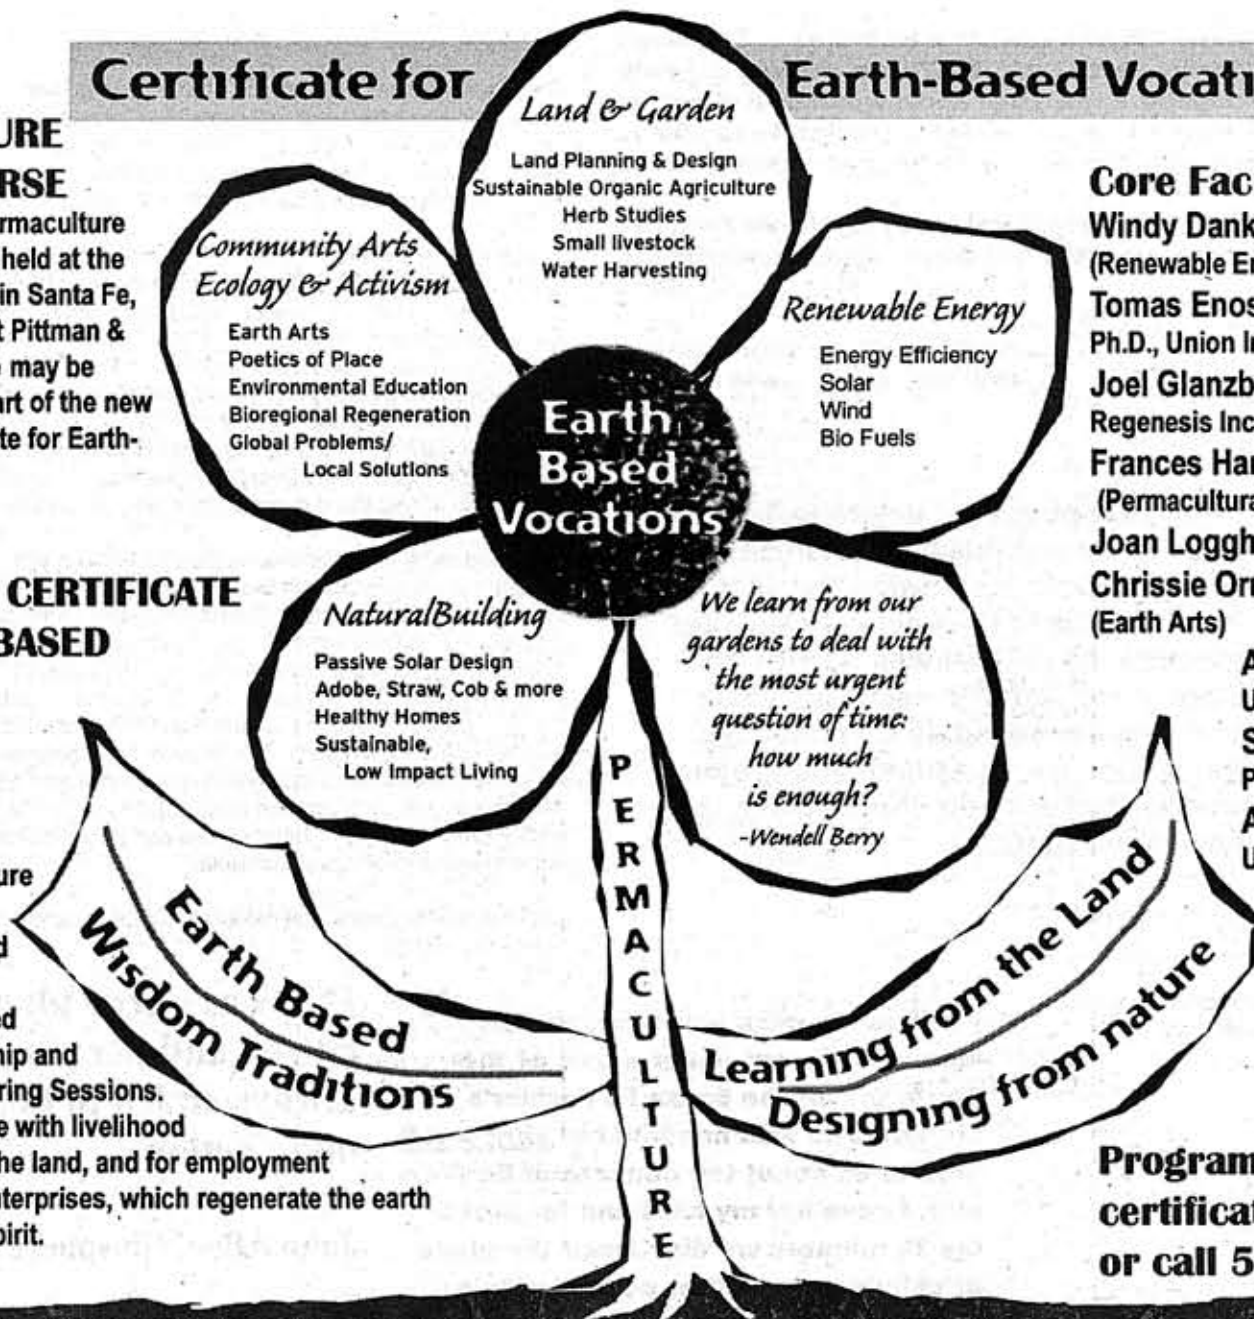 Certificate for Earth-Based
URE
RSE
rmaculture
held at the
in Santa Fe,
t Pittman &
may be
art of the new
te for Earth-
CERTIFICATE
BASED
Land & Garden
Land Planning & Design
Sustainable Organic Agriculture
Herb Studies
Small livestock
Water Harvesting
Community Arts
Ecology & Activism
Earth Arts
Poetics of Place
Environmental Education
Bioregional Regeneration
Global Problems/
Local Solutions
Renewable Energy
Energy Efficiency
Solar
Wind
Bio Fuels
Earth
Based
Vocations
NaturalBuilding
Passive Solar Design
Adobe, Straw, Cob & more
Healthy Homes
Sustainable,
Low Impact Living
We learn from our
gardens to deal with
the most urgent
question of time:
how much
is enough?
-Wendell Berry
PERMACULTURE
Earth Based
Wisdom Traditions
Learning from the Land
Designing from nature
ure
d
ed
hip and
ring Sessions.
e with livelihood
he land, and for employment
terprises, which regenerate the earth
pirit.
Core Fac
Windy Dank
(Renewable En
Tomas Enos
Ph.D., Union In
Joel Glanzb
Regenesis Inc
Frances Har
(Permacultura
Joan Loggh
Chrissie Orr
(Earth Arts)
A
U
S
P
A
U
Program
certificat
or call 5